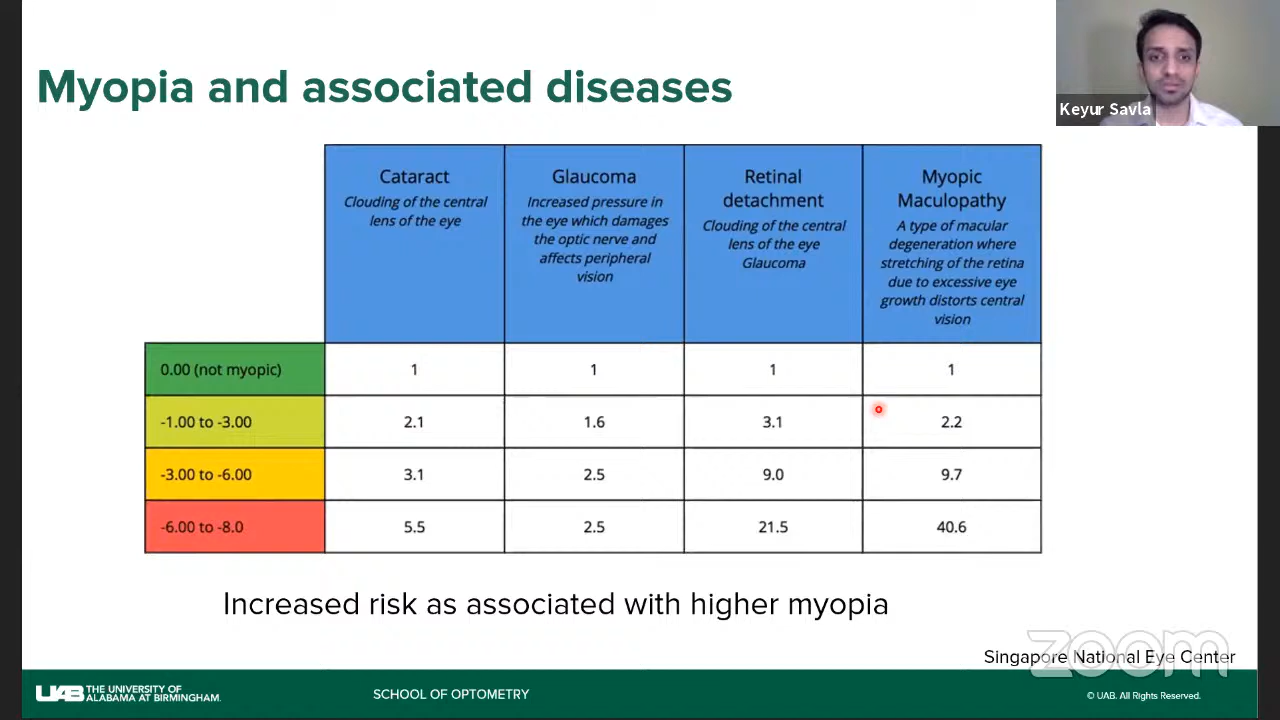 Myopia and associated diseases
Keyur Savla
Cataract
Clouding of the central
lens of the eye
Glaucoma
Increased pressure in
the eye which damages
the optic nerve and
affects peripheral
vision
Retinal
detachment
Clouding of the central
lens of the eye
Glaucoma
Myopic
Maculopathy
A type of macular
degeneration where
stretching of the retina
due to excessive eye
growth distorts central
vision
0.00 (not myopic) 1 1 1 1
-1.00 to -3.00 2.1 1.6 3.1 2.2
-3.00 to -6.00 3.1 2.5 9.0 9.7
-6.00 to -8.0 5.5 2.5 21.5 40.6
Increased risk as associated with higher myopia
zoom
Singapore National Eye Center
UAB THE UNIVERSITY OF
ALABAMA AT BIRMINGHAM.
SCHOOL OF OPTOMETRY
© UAB. All Rights Reserved.